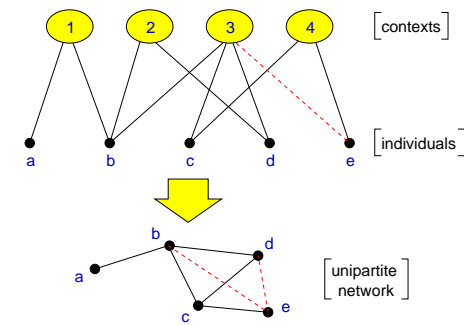 1 2 3 4 contexts
individuals
a b c d e
b d
a
unipartite
network
c e